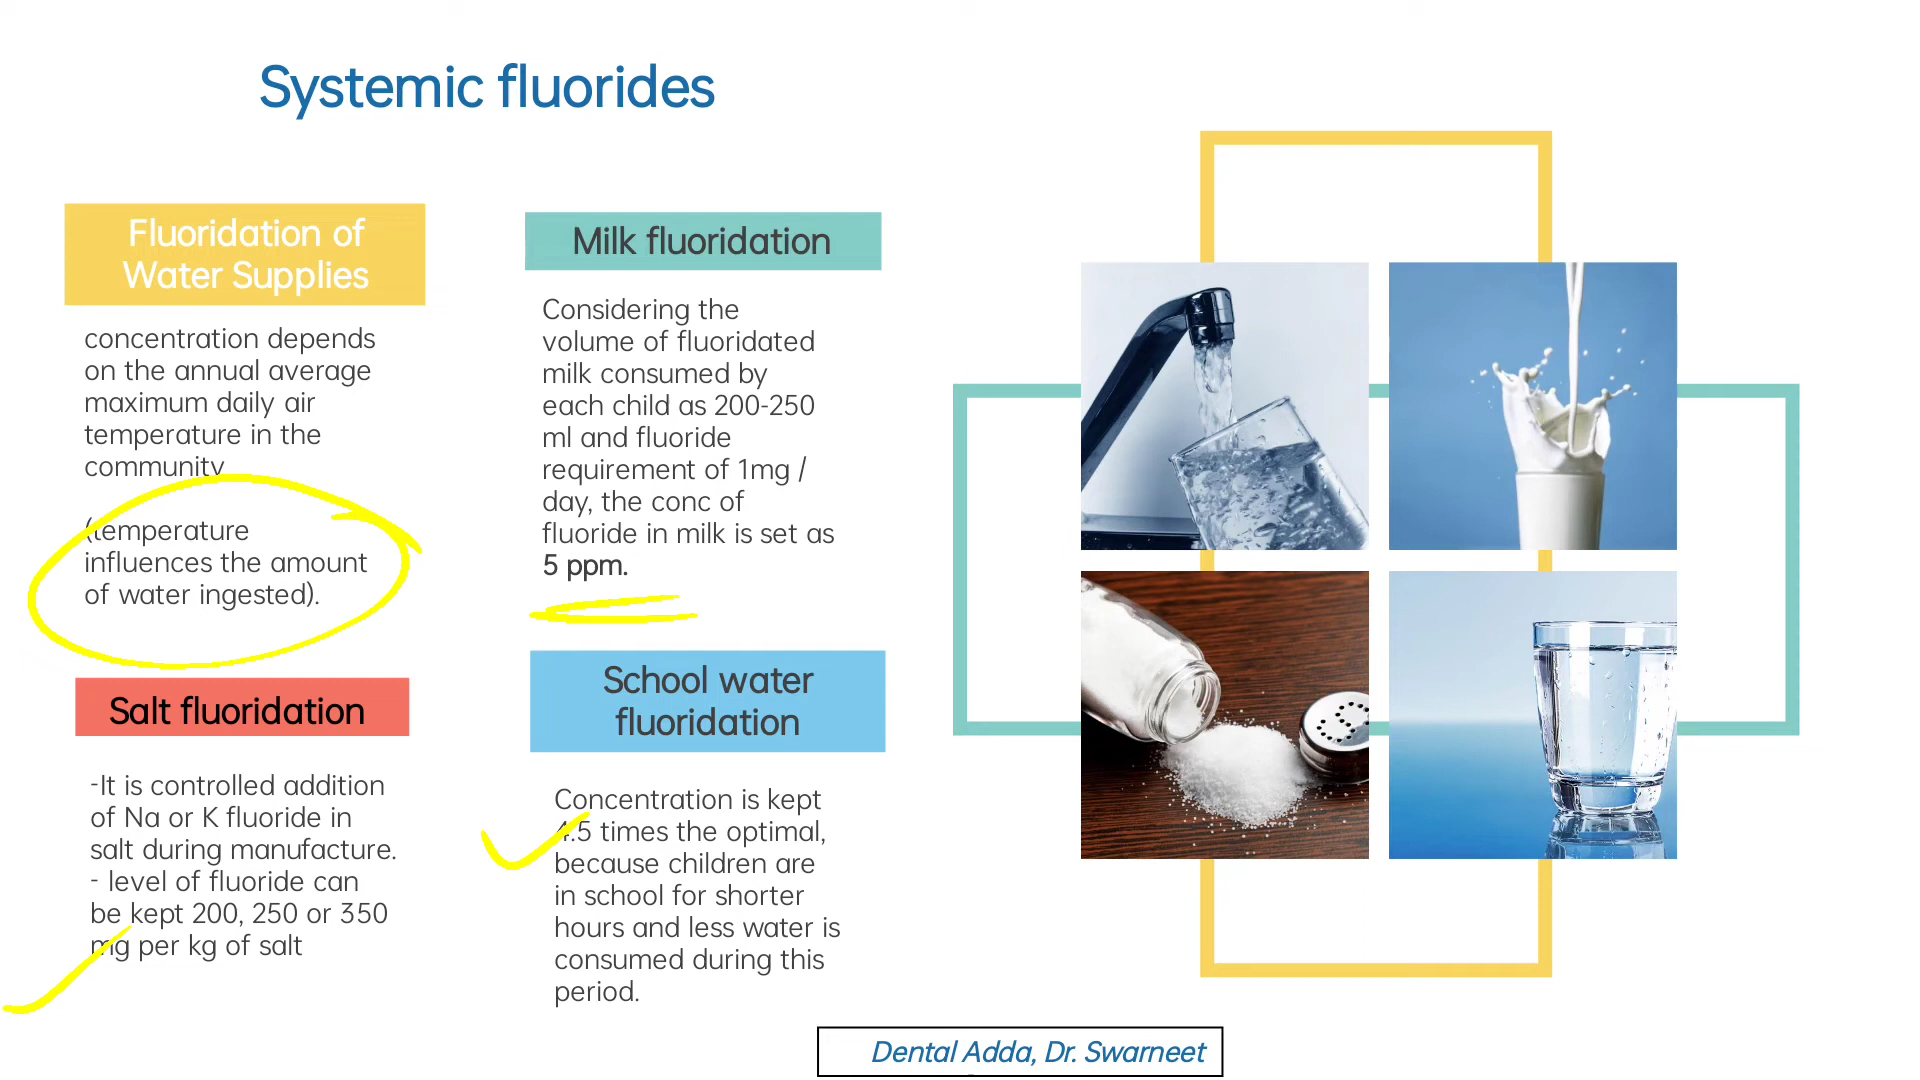 Systemic fluorides
Fluoridation of
Water Supplies
concentration depends
on the annual average
maximum daily air
temperature in the
community
(temperature
influences the amount
of water ingested).
Salt fluoridation
-It is controlled addition
of Na or K fluoride in
salt during manufacture.
- level of fluoride can
be kept 200, 250 or 350
mg per kg of salt
Milk fluoridation
Considering the
volume of fluoridated
milk consumed by
each child as 200-250
ml and fluoride
requirement of 1mg /
day, the conc of
fluoride in milk is set as
5 ppm.
School water
fluoridation
Concentration is kept
4.5 times the optimal,
because children are
in school for shorter
hours and less water is
consumed during this
period.
Dental Adda, Dr. Swarneet